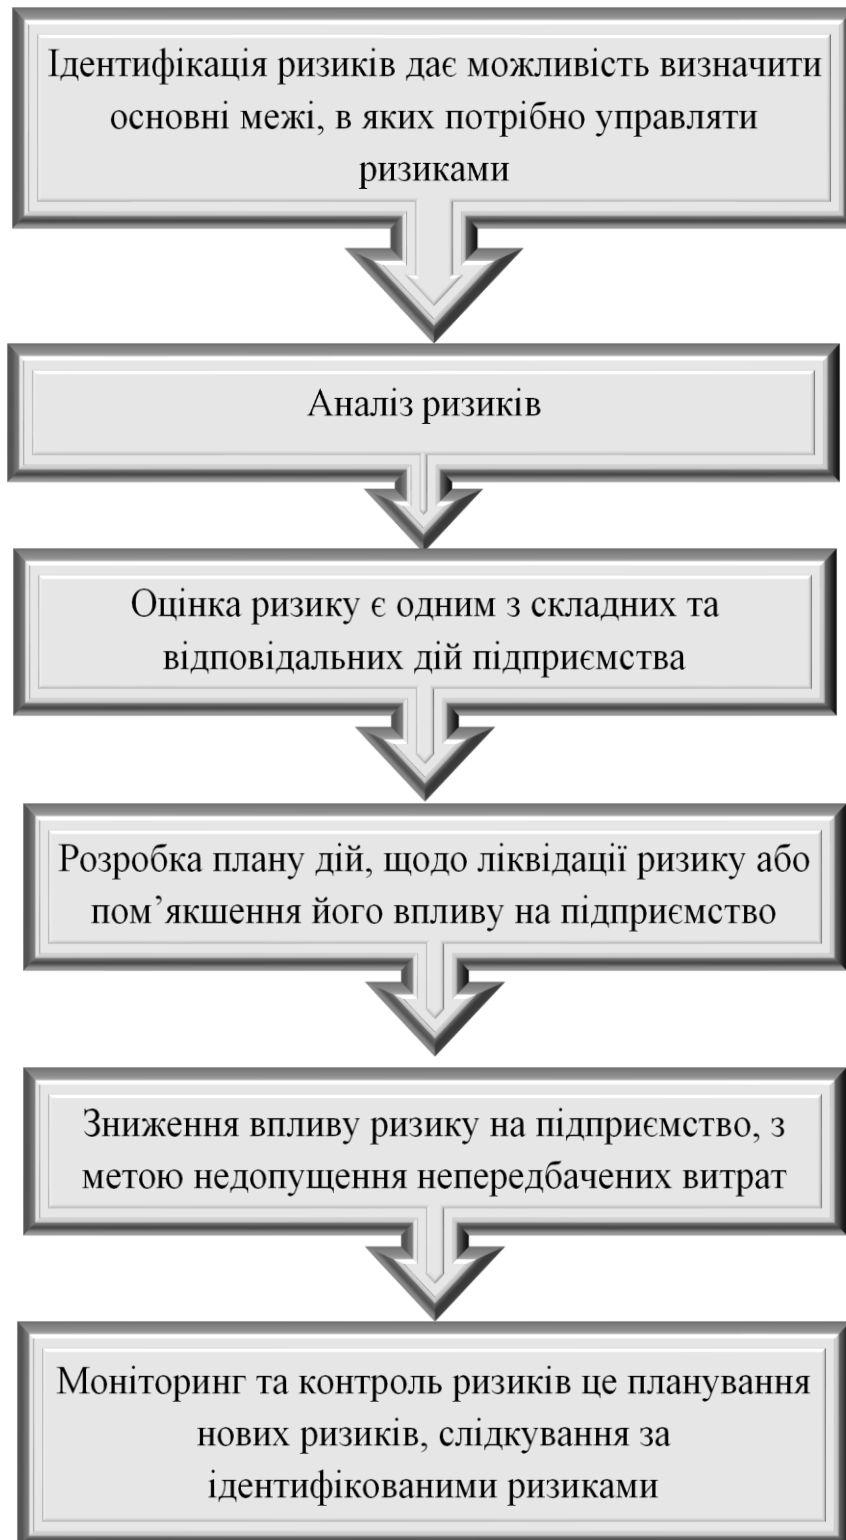 Ідентифікація ризиків дає можливість визначити
основні межі, в яких потрібно управляти
ризиками
Аналіз ризиків
Оцінка ризику є одним з складних та
відповідальних дій підприємства
Розробка плану дій, щодо ліквідації ризику або
пом’якшення його впливу на підприємство
Зниження впливу ризику на підприємство, з
метою недопущення непередбачених витрат
Моніторинг та контроль ризиків це планування
нових ризиків, слідкування за
ідентифікованими ризиками